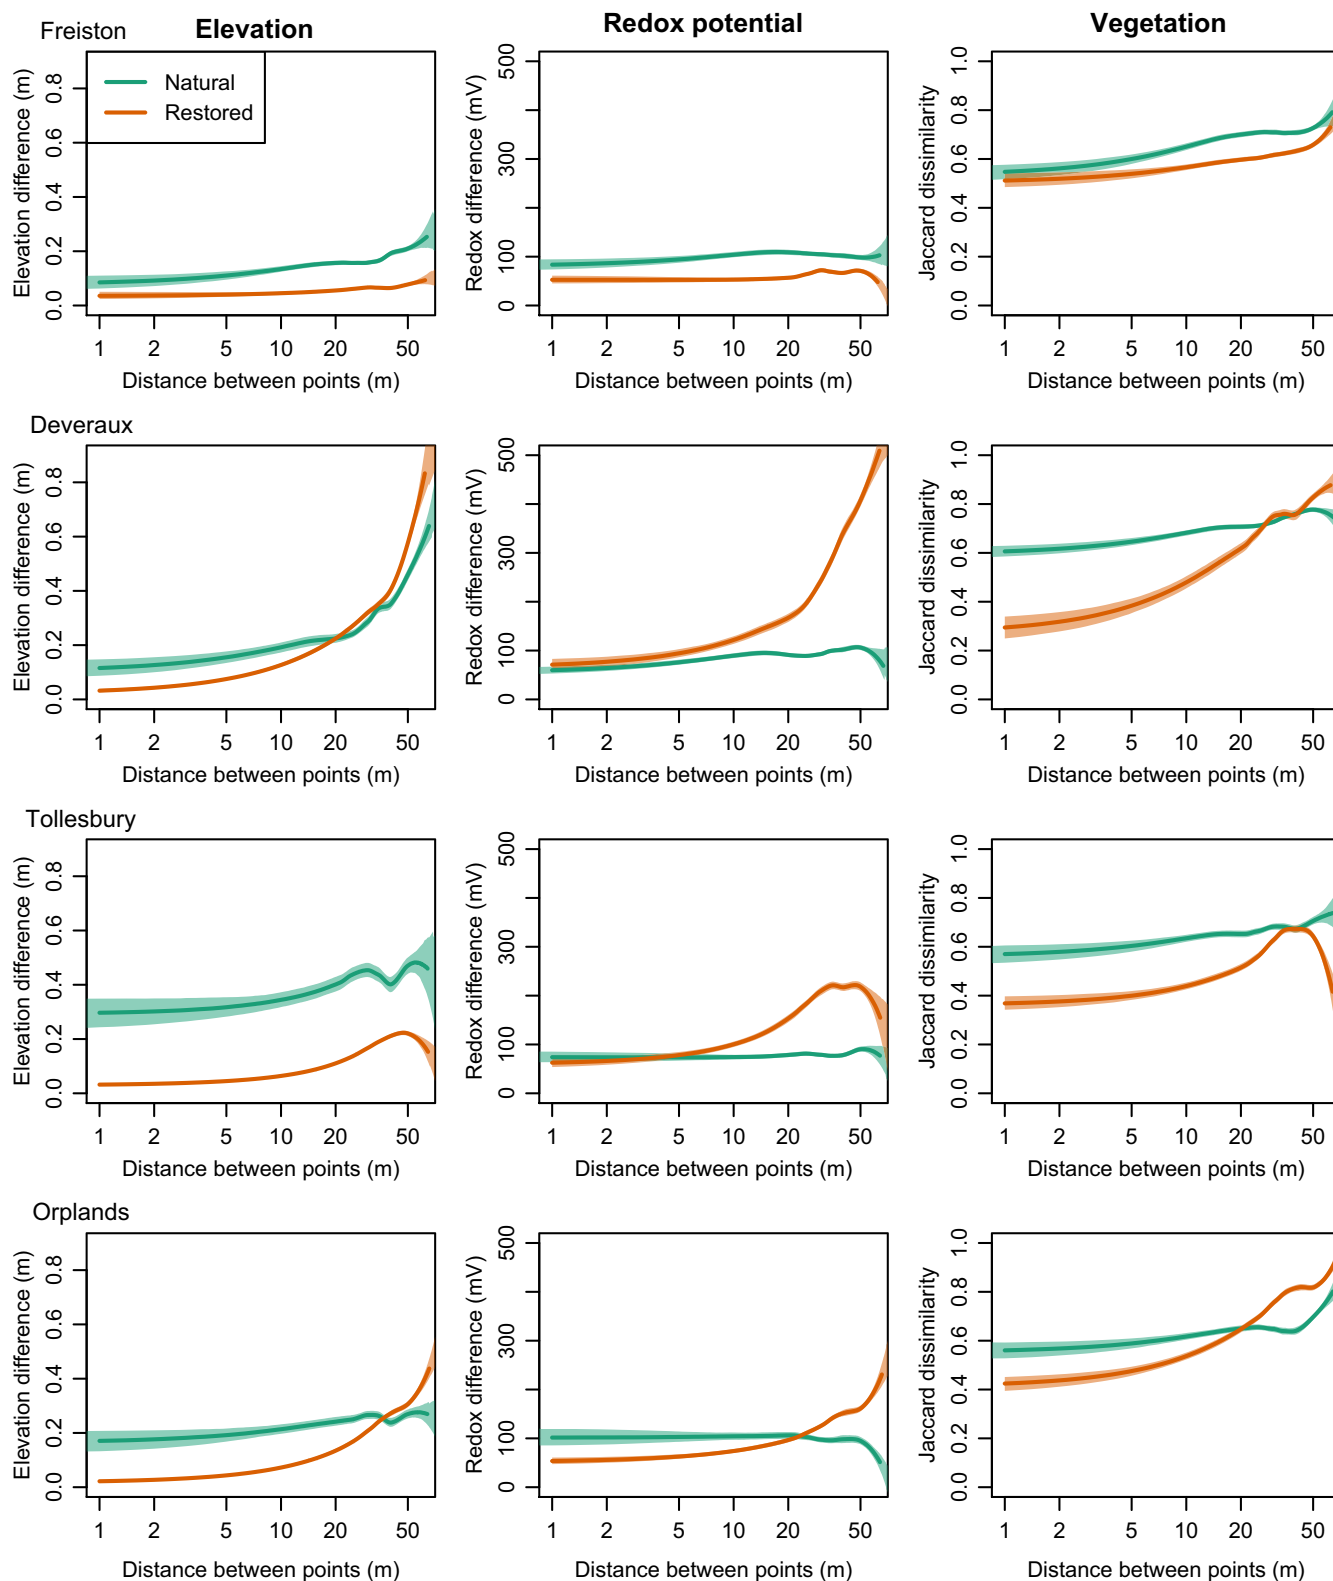 Freiston
Elevation
Redox potential
Vegetation
Natural
Restored
Elevation difference (m)
0.0 0.2 0.4 0.6 0.8
1 2 5 10 20 50
Distance between points (m)
Redox difference (mV)
0 100 300 500
1 2 5 10 20 50
Distance between points (m)
Jaccard dissimilarity
0.0 0.2 0.4 0.6 0.8 1.0
1 2 5 10 20 50
Distance between points (m)
Deveraux
Elevation difference (m)
0.0 0.2 0.4 0.6 0.8
1 2 5 10 20 50
Distance between points (m)
Redox difference (mV)
0 100 300 500
1 2 5 10 20 50
Distance between points (m)
Jaccard dissimilarity
0.0 0.2 0.4 0.6 0.8 1.0
1 2 5 10 20 50
Distance between points (m)
Tollesbury
Elevation difference (m)
0.0 0.2 0.4 0.6 0.8
1 2 5 10 20 50
Distance between points (m)
Redox difference (mV)
0 100 300 500
1 2 5 10 20 50
Distance between points (m)
Jaccard dissimilarity
0.0 0.2 0.4 0.6 0.8 1.0
1 2 5 10 20 50
Distance between points (m)
Orplands
Elevation difference (m)
0.0 0.2 0.4 0.6 0.8
1 2 5 10 20 50
Distance between points (m)
Redox difference (mV)
0 100 300 500
1 2 5 10 20 50
Distance between points (m)
Jaccard dissimilarity
0.0 0.2 0.4 0.6 0.8 1.0
1 2 5 10 20 50
Distance between points (m)